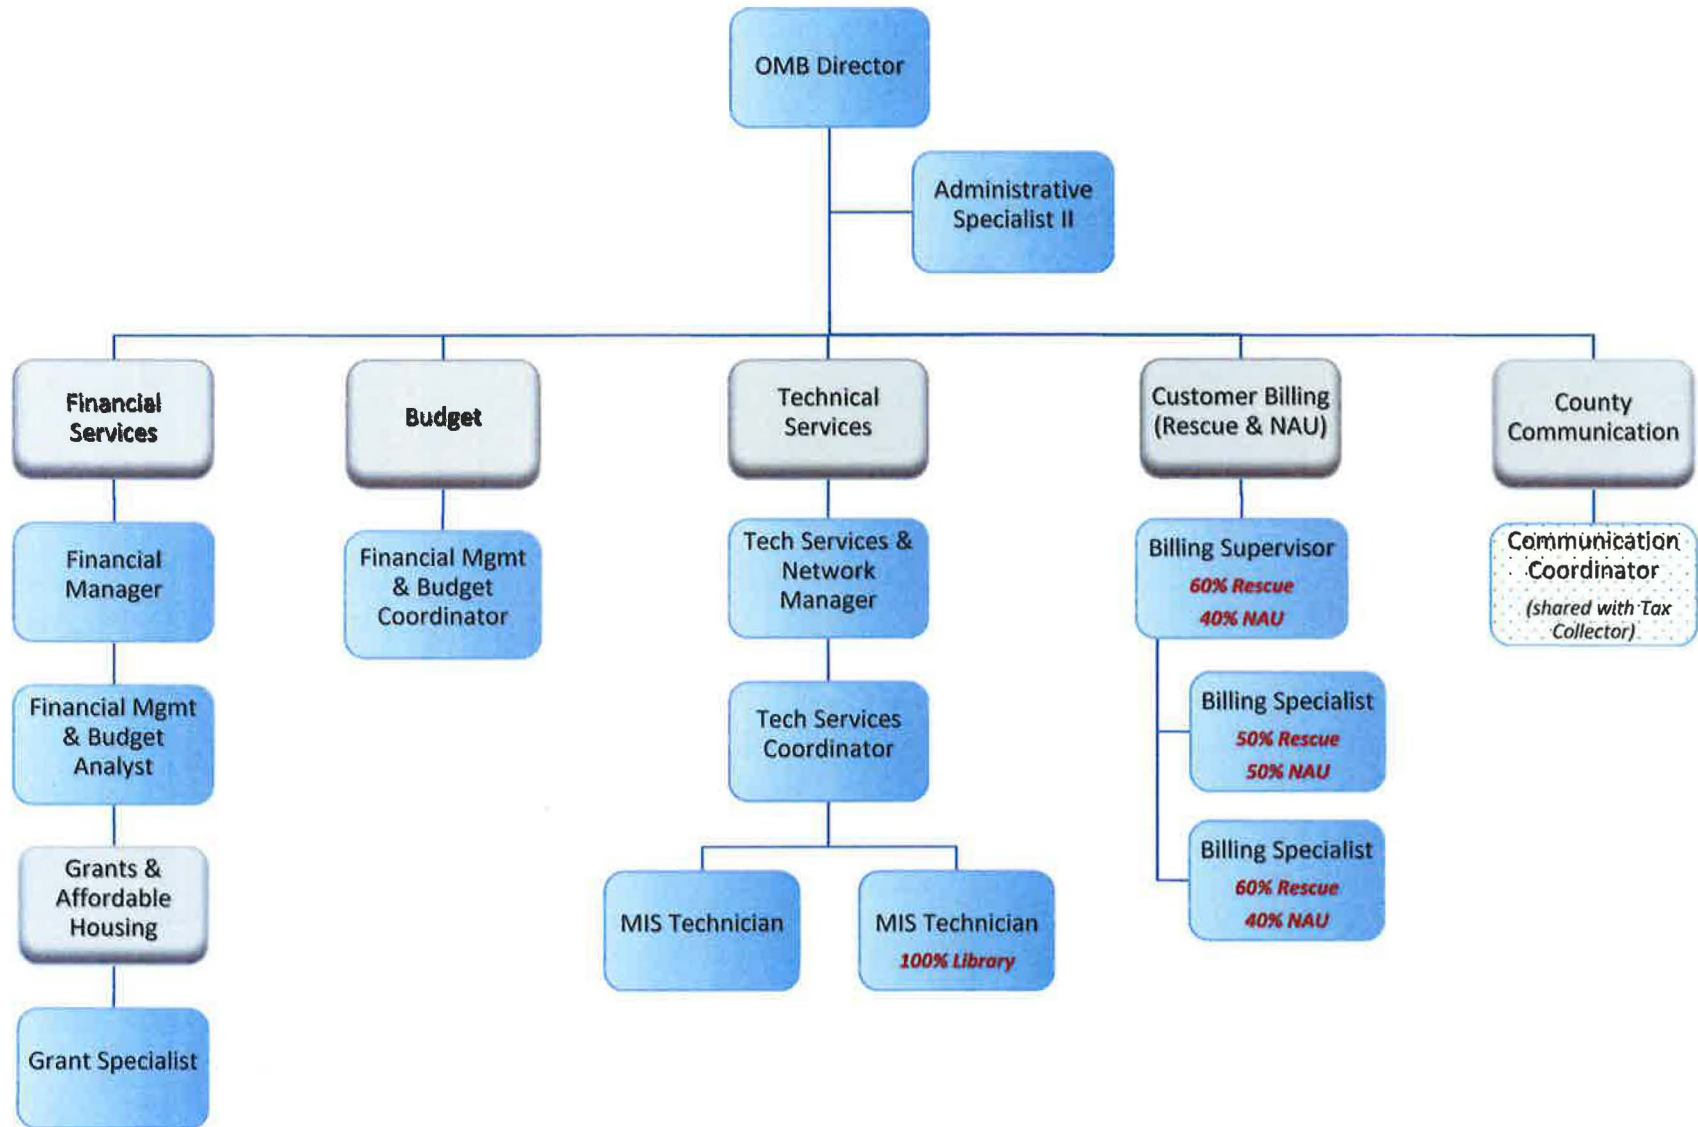 OMB Director
Administrative
Specialist II
Financial
Services
Budget
Technical
Services
Customer Billing
(Rescue & NAU)
County
Communication
Financial
Manager
Financial Mgmt
& Budget
Coordinator
Tech Services &
Network
Manager
Billing Supervisor
60% Rescue
40% NAU
Communication
Coordinator
(shared with Tax
Collector)
Financial Mgmt
& Budget
Analyst
Tech Services
Coordinator
Billing Specialist
50% Rescue
50% NAU
Grants &
Affordable
Housing
MIS Technician
MIS Technician
100% Library
Billing Specialist
60% Rescue
40% NAU
Grant Specialist